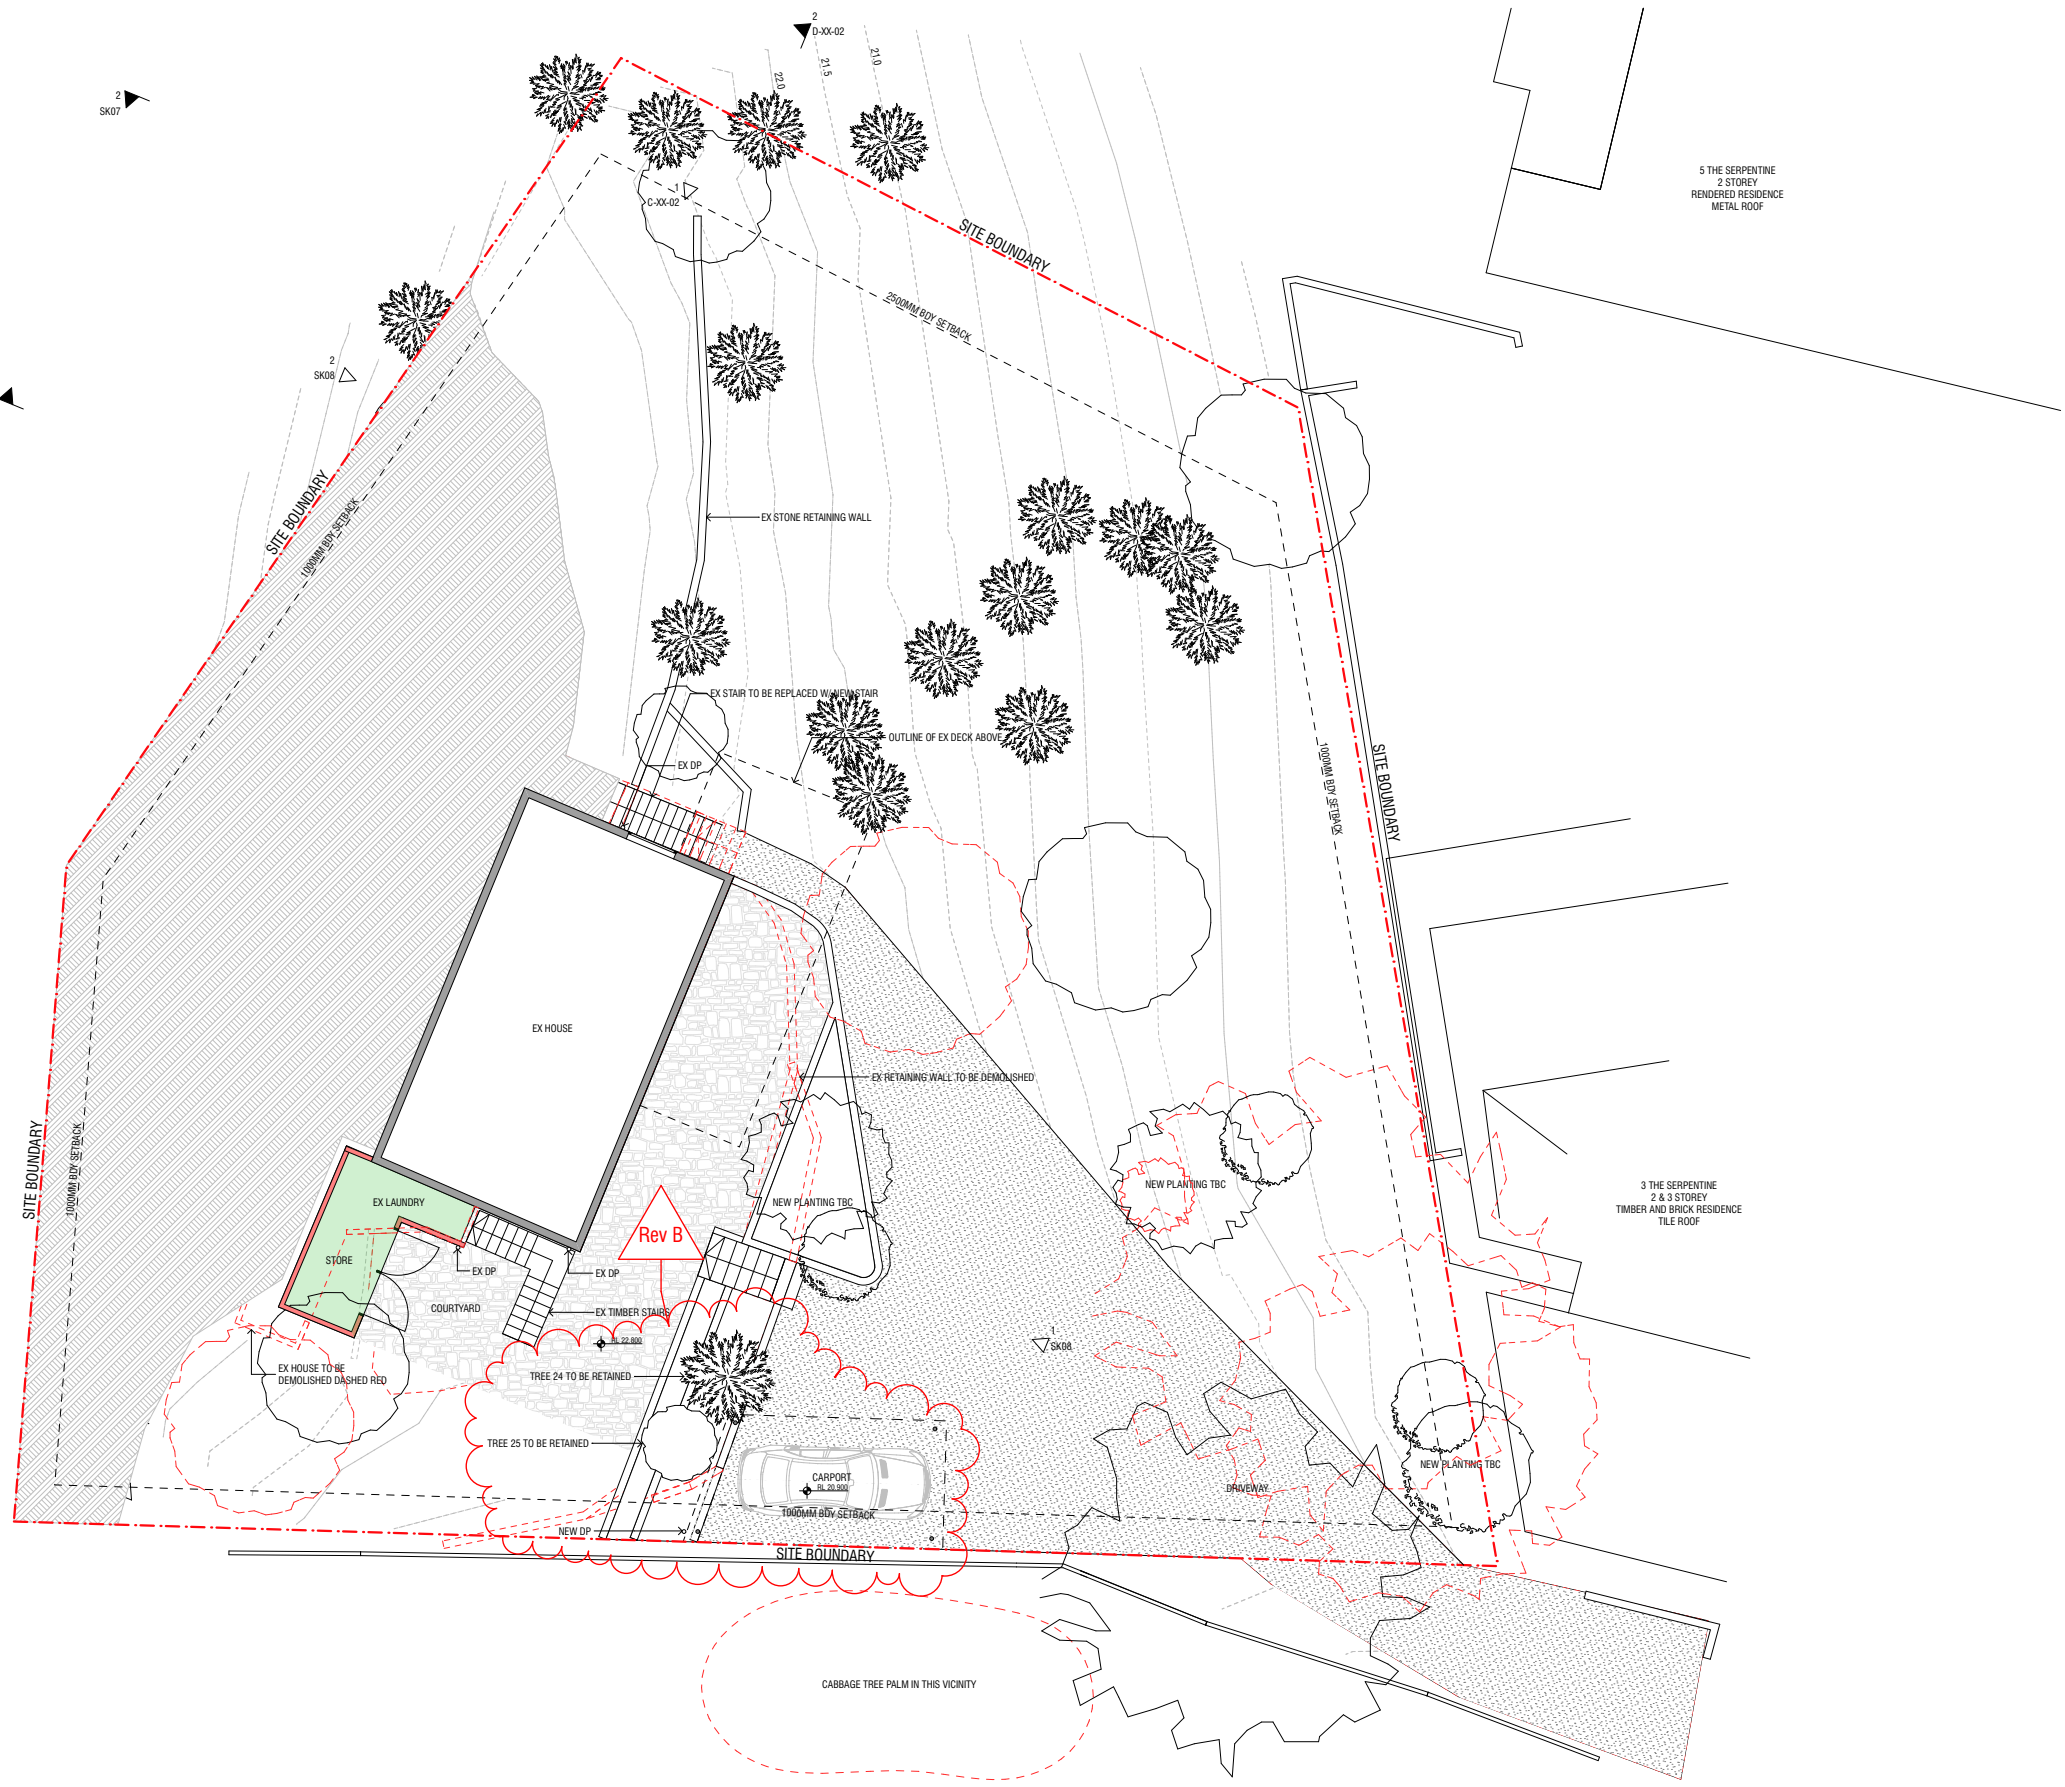 2
D-XX-02
21.0
21.5
22.0
2
SK07
1
C-XX-02
5 THE SERPENTINE
2 STOREY
RENDERED RESIDENCE
METAL ROOF
SITE BOUNDARY
2500MM BDY SETBACK
2
SK08
SITE BOUNDARY
1000MM BDY SETBACK
EX STONE RETAINING WALL
EX STAIR TO BE REPLACED W/ NEW STAIR
OUTLINE OF EX DECK ABOVE
EX DP
1000MM BDY SETBACK
SITE BOUNDARY
EX HOUSE
EX RETAINING WALL TO BE DEMOLISHED
SITE BOUNDARY
1000MM BDY SETBACK
EX LAUNDRY
NEW PLANTING TBC
NEW PLANTING TBC
3 THE SERPENTINE
2 & 3 STOREY
TIMBER AND BRICK RESIDENCE
TILE ROOF
Rev B
STORE
EX DP
EX DP
COURTYARD
EX TIMBER STAIRS
RL 22.800
1
SK08
EX HOUSE TO BE
DEMOLISHED DASHED RED
TREE 24 TO BE RETAINED
TREE 25 TO BE RETAINED
CARPORT
RL 20.900
DRIVEWAY
NEW PLANTING TBC
1000MM BDY SETBACK
NEW DP
SITE BOUNDARY
CABBAGE TREE PALM IN THIS VICINITY